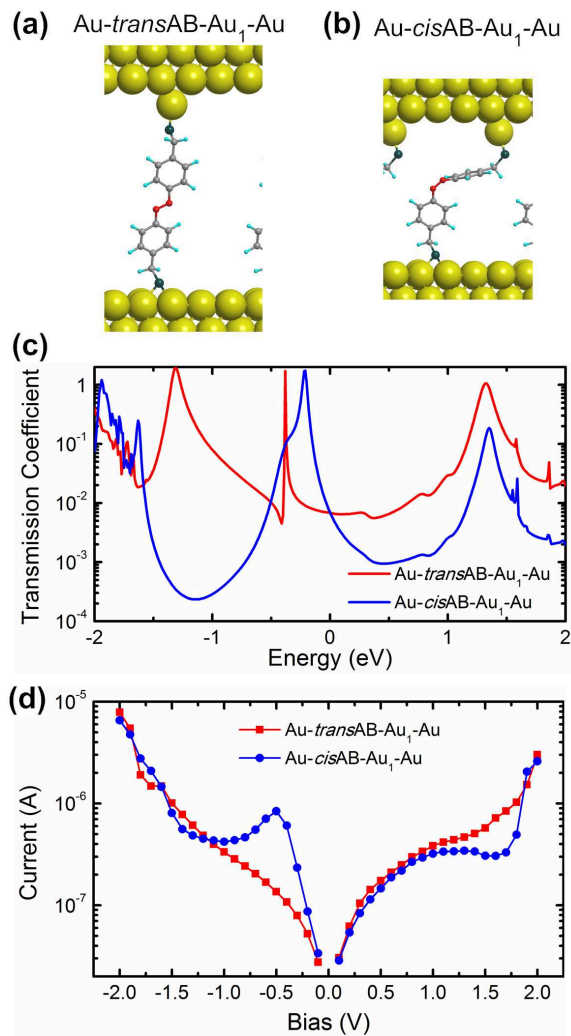 (a) Au-transAB-Au₁-Au
(b) Au-cisAB-Au₁-Au
(c)
Transmission Coefficient
1
10⁻¹
10⁻²
10⁻³
10⁻⁴
Au-transAB-Au₁-Au
Au-cisAB-Au₁-Au
-2 -1 0 1 2
Energy (eV)
(d)
Current (A)
10⁻⁵
10⁻⁶
10⁻⁷
Au-transAB-Au₁-Au
Au-cisAB-Au₁-Au
-2.0 -1.5 -1.0 -0.5 0.0 0.5 1.0 1.5 2.0
Bias (V)